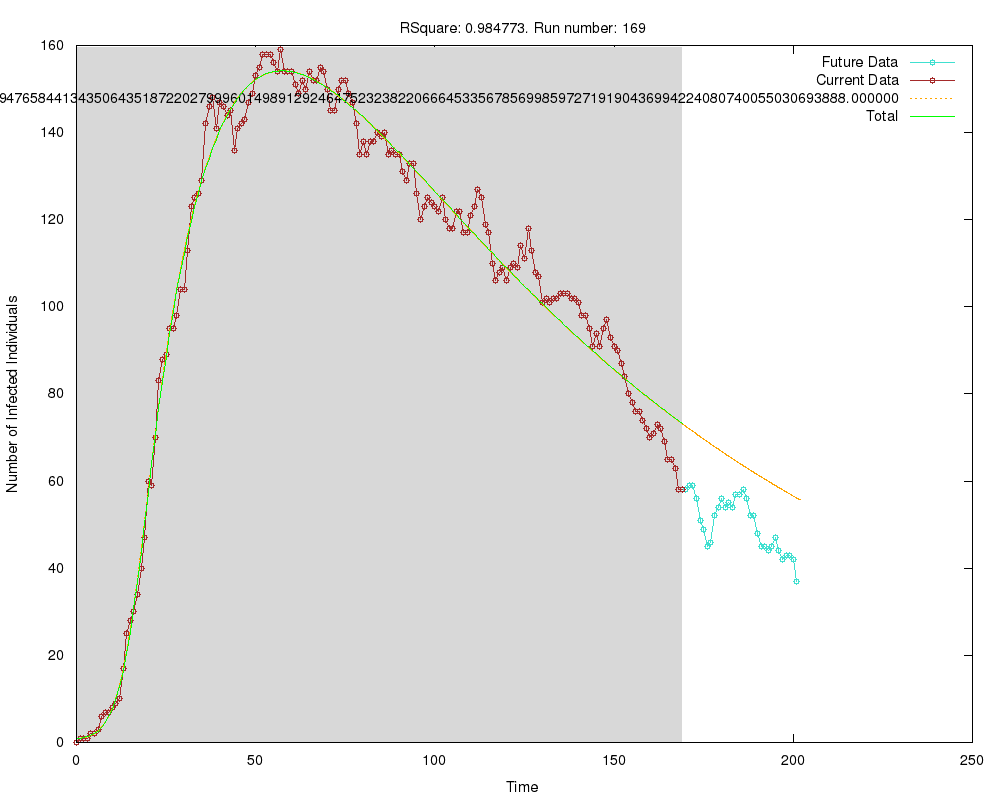 RSquare: 0.984773. Run number: 169
Future Data
Current Data
Total
160
140
120
100
80
60
40
20
0
Number of Infected Individuals
0 50 100 150 200 250
Time